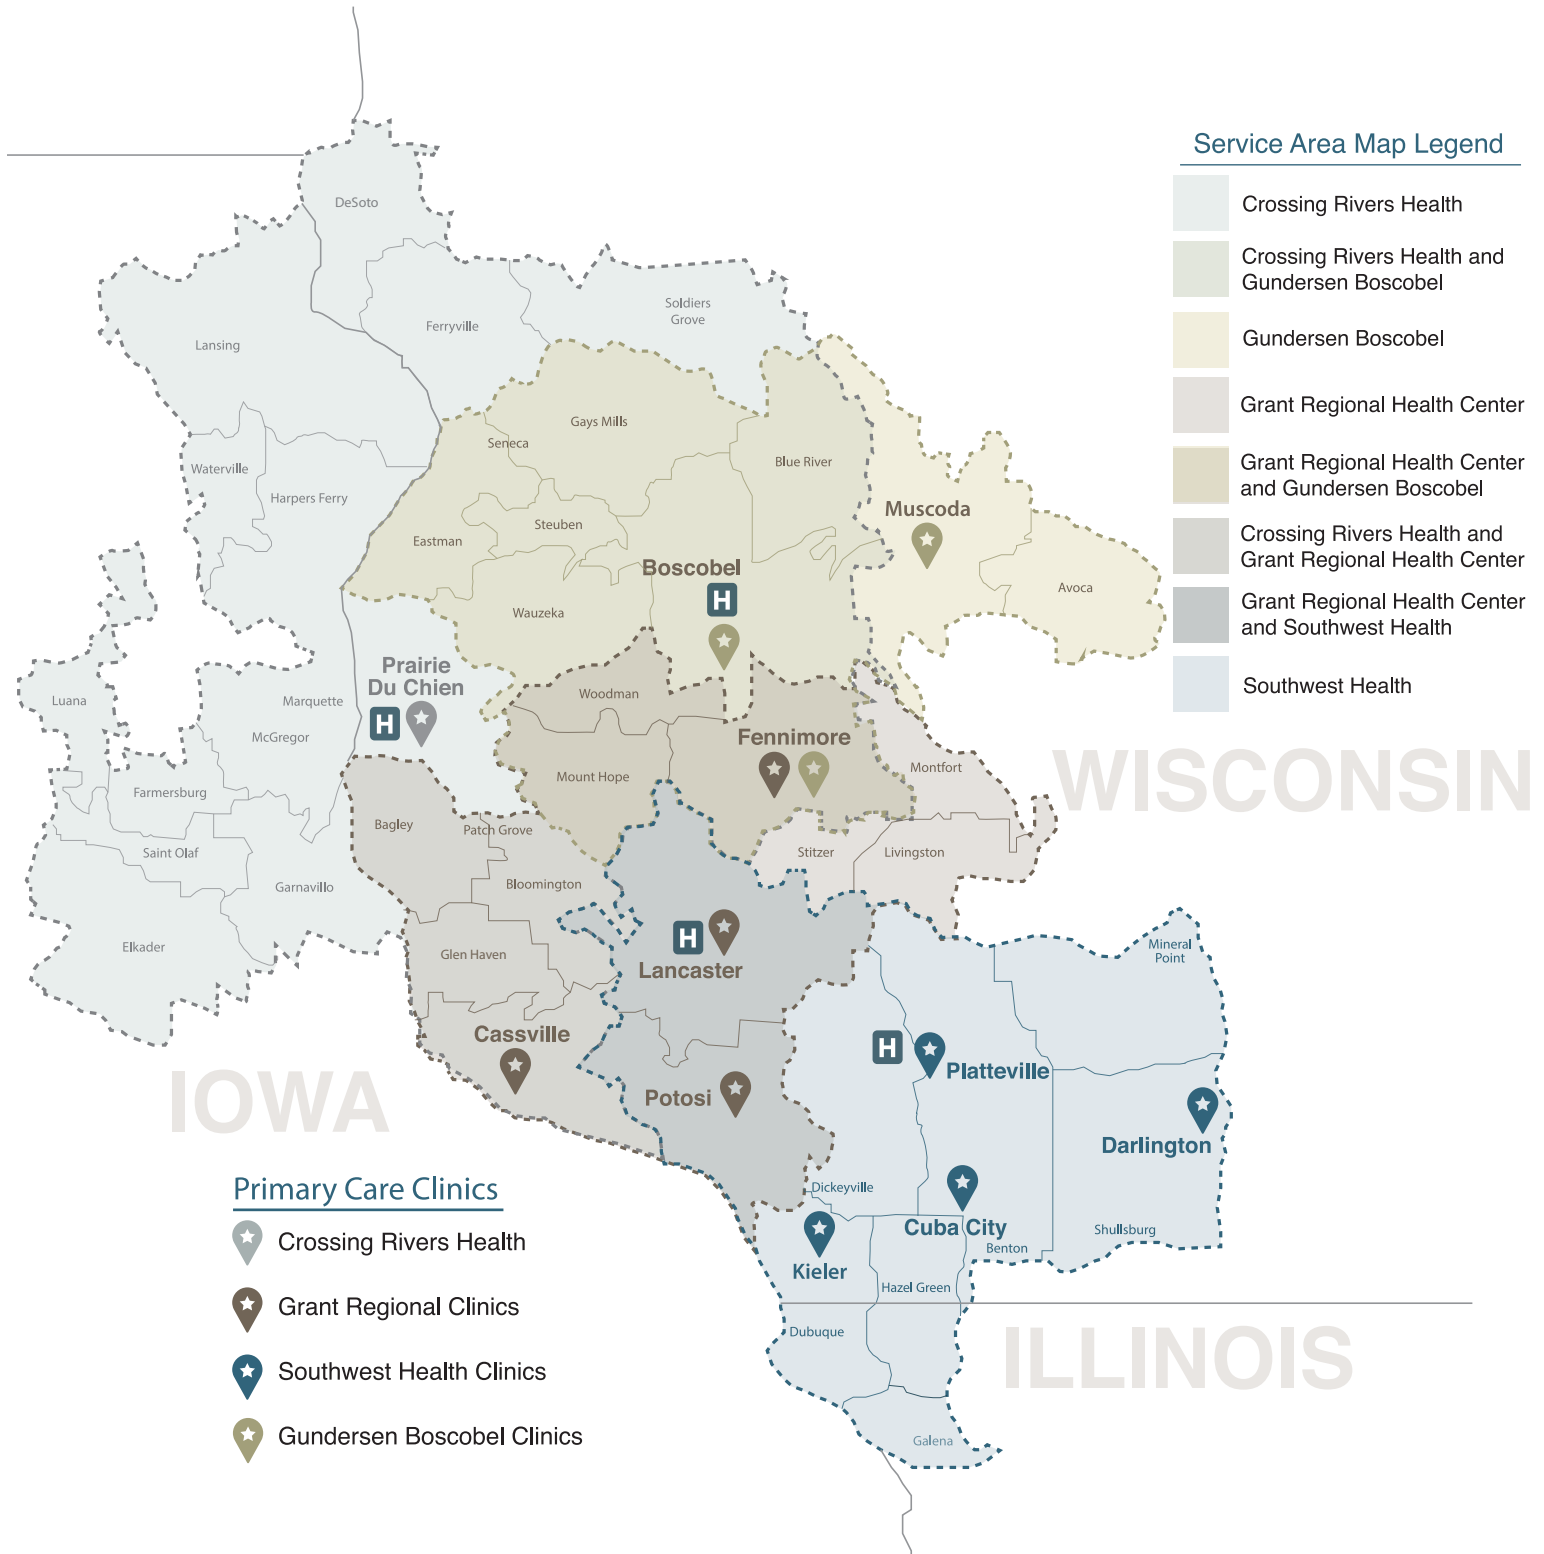 Service Area Map Legend
Crossing Rivers Health
Crossing Rivers Health and
Gundersen Boscobel
Gundersen Boscobel
Grant Regional Health Center
Grant Regional Health Center
and Gundersen Boscobel
Crossing Rivers Health and
Grant Regional Health Center
Grant Regional Health Center
and Southwest Health
Southwest Health
DeSoto
Soldiers
Grove
Ferryville
Lansing
Gays Mills
Seneca
Blue River
Waterville
Harpers Ferry
Muscoda
Steuben
Eastman
Boscobel
H
Avoca
Wauzeka
Prairie
Du Chien
H
Woodman
Luana
Marquette
McGregor
Fennimore
WISCONSIN
Montfort
Mount Hope
Farmersburg
Bagley
Patch Grove
Saint Olaf
Stitzer
Livingston
Bloomington
Garnavillo
Elkader
Glen Haven
H
Lancaster
Mineral
Point
Cassville
H
Platteville
IOWA
Potosi
Darlington
Dickeyville
Cuba City
Shullsburg
Benton
Kieler
Hazel Green
Dubuque
ILLINOIS
Galena
Primary Care Clinics
Crossing Rivers Health
Grant Regional Clinics
Southwest Health Clinics
Gundersen Boscobel Clinics